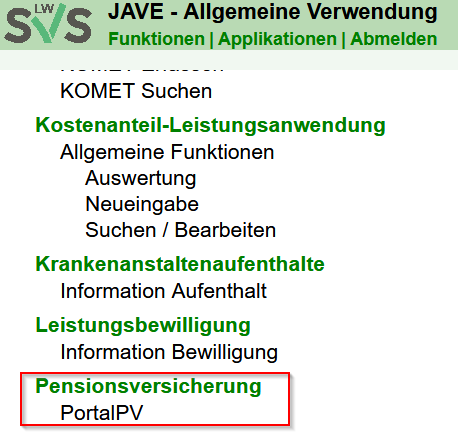 LW
SVS
JAVE - Allgemeine Verwendung
Funktionen | Applikationen | Abmelden
KOMET Suchen
Kostenanteil-Leistungsanwendung
Allgemeine Funktionen
Auswertung
Neueingabe
Suchen / Bearbeiten
Krankenanstaltenaufenthalte
Information Aufenthalt
Leistungsbewilligung
Information Bewilligung
Pensionsversicherung
PortalPV